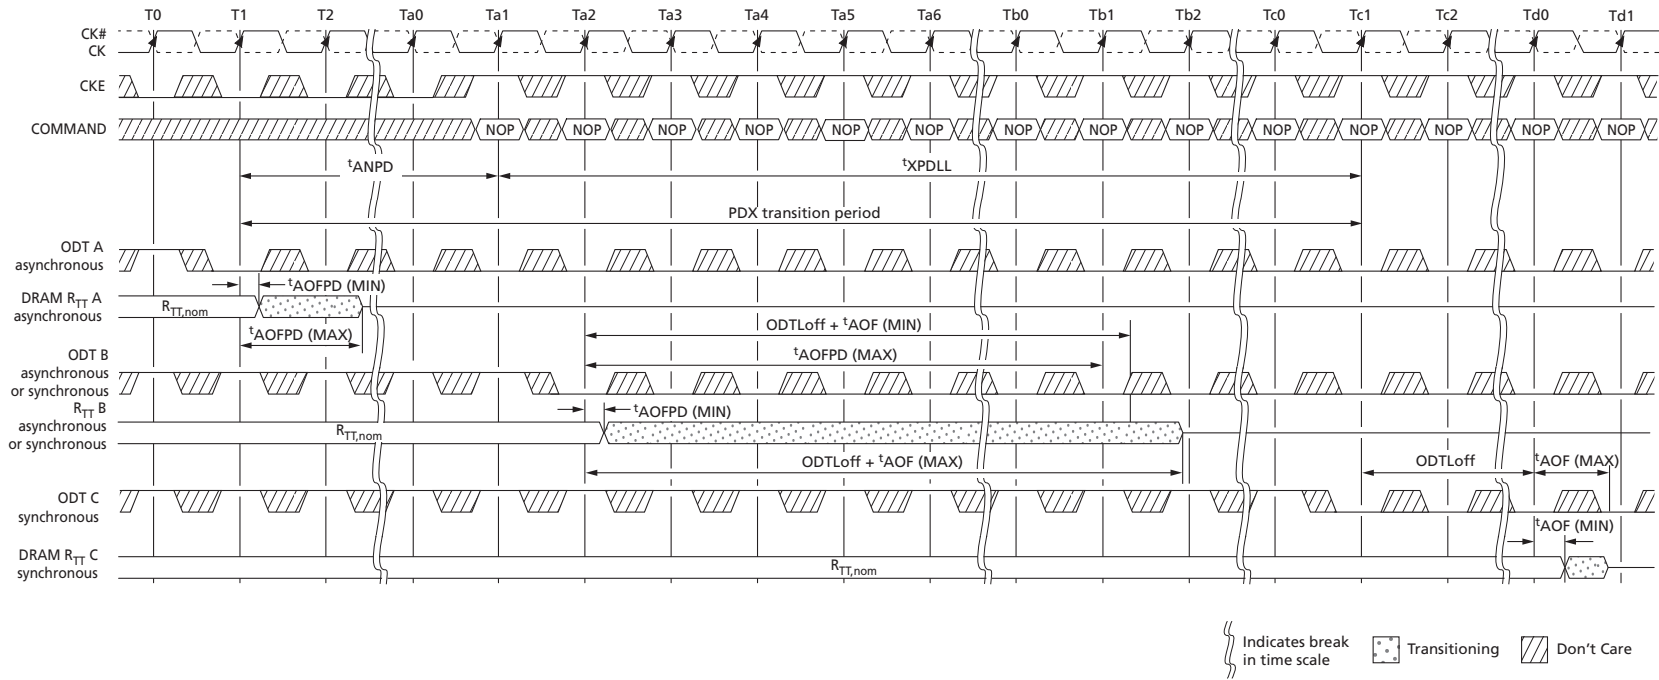 T0 T1 T2 Ta0 Ta1 Ta2 Ta3 Ta4 Ta5 Ta6 Tb0 Tb1 Tb2 Tc0 Tc1 Tc2 Td0 Td1
CK#
CK
CKE
COMMAND NOP NOP NOP NOP NOP NOP NOP NOP NOP NOP NOP NOP NOP NOP
tANPD tXPDLL
PDX transition period
ODT A
asynchronous
tAOFPD (MIN)
DRAM RTT A
asynchronous
RTT,nom
tAOFPD (MAX)
ODTLoff + tAOF (MIN)
tAOFPD (MAX)
ODT B
asynchronous
or synchronous
tAOFPD (MIN)
RTT B
asynchronous
or synchronous
RTT,nom
ODTLoff + tAOF (MAX)
ODTLoff tAOF (MAX)
ODT C
synchronous
tAOF (MIN)
DRAM RTT C
synchronous
RTT,nom
Indicates break
in time scale
Transitioning
Don't Care